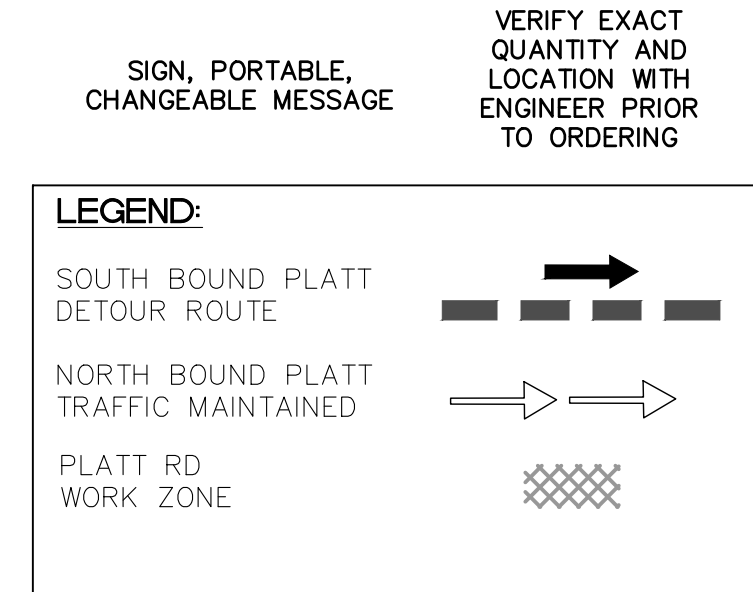 SIGN, PORTABLE,
CHANGEABLE MESSAGE
VERIFY EXACT
QUANTITY AND
LOCATION WITH
ENGINEER PRIOR
TO ORDERING
LEGEND:
SOUTH BOUND PLATT
DETOUR ROUTE
NORTH BOUND PLATT
TRAFFIC MAINTAINED
PLATT RD
WORK ZONE